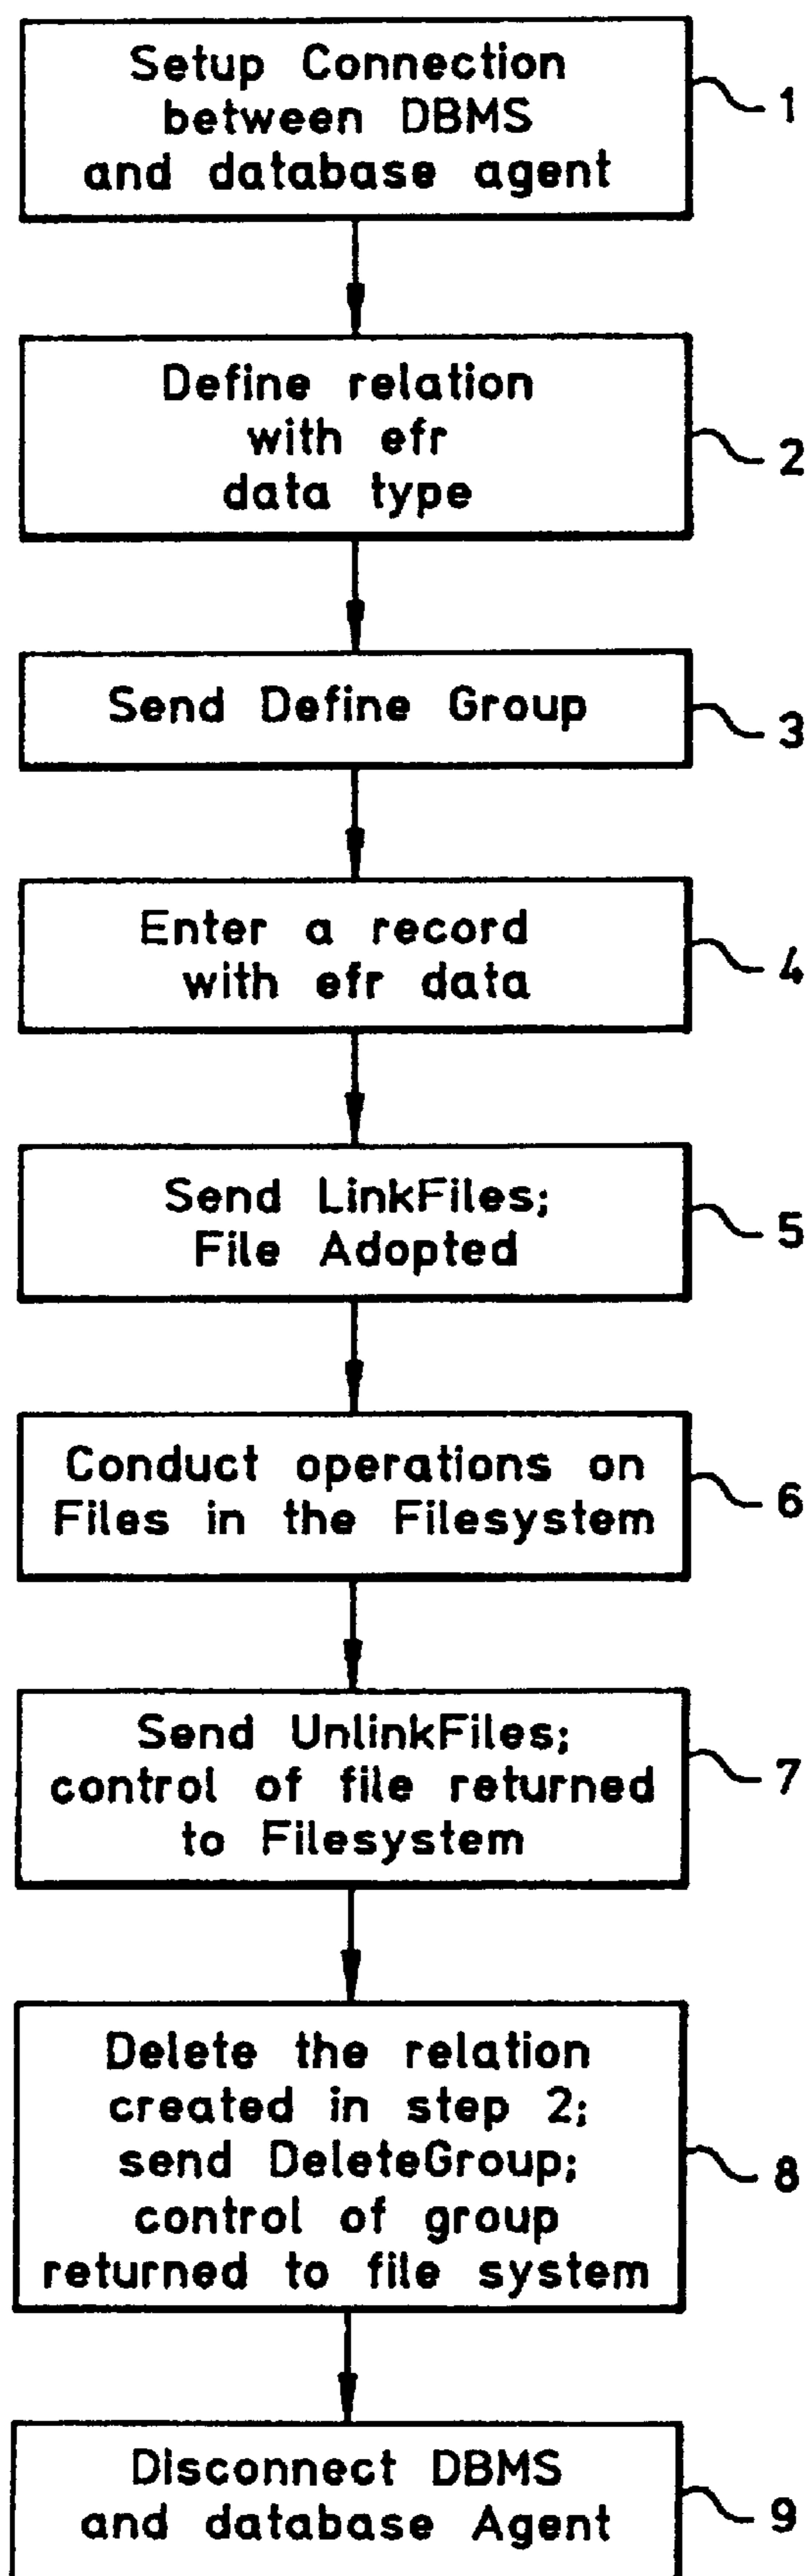 Setup Connection
between DBMS
and database agent
1
Define relation
with efr
data type
2
Send Define Group
3
Enter a record
with efr data
4
Send LinkFiles;
File Adopted
5
Conduct operations on
Files in the Filesystem
6
Send UnlinkFiles;
control of file returned
to Filesystem
7
Delete the relation
created in step 2;
send DeleteGroup;
control of group
returned to file system
8
Disconnect DBMS
and database Agent
9